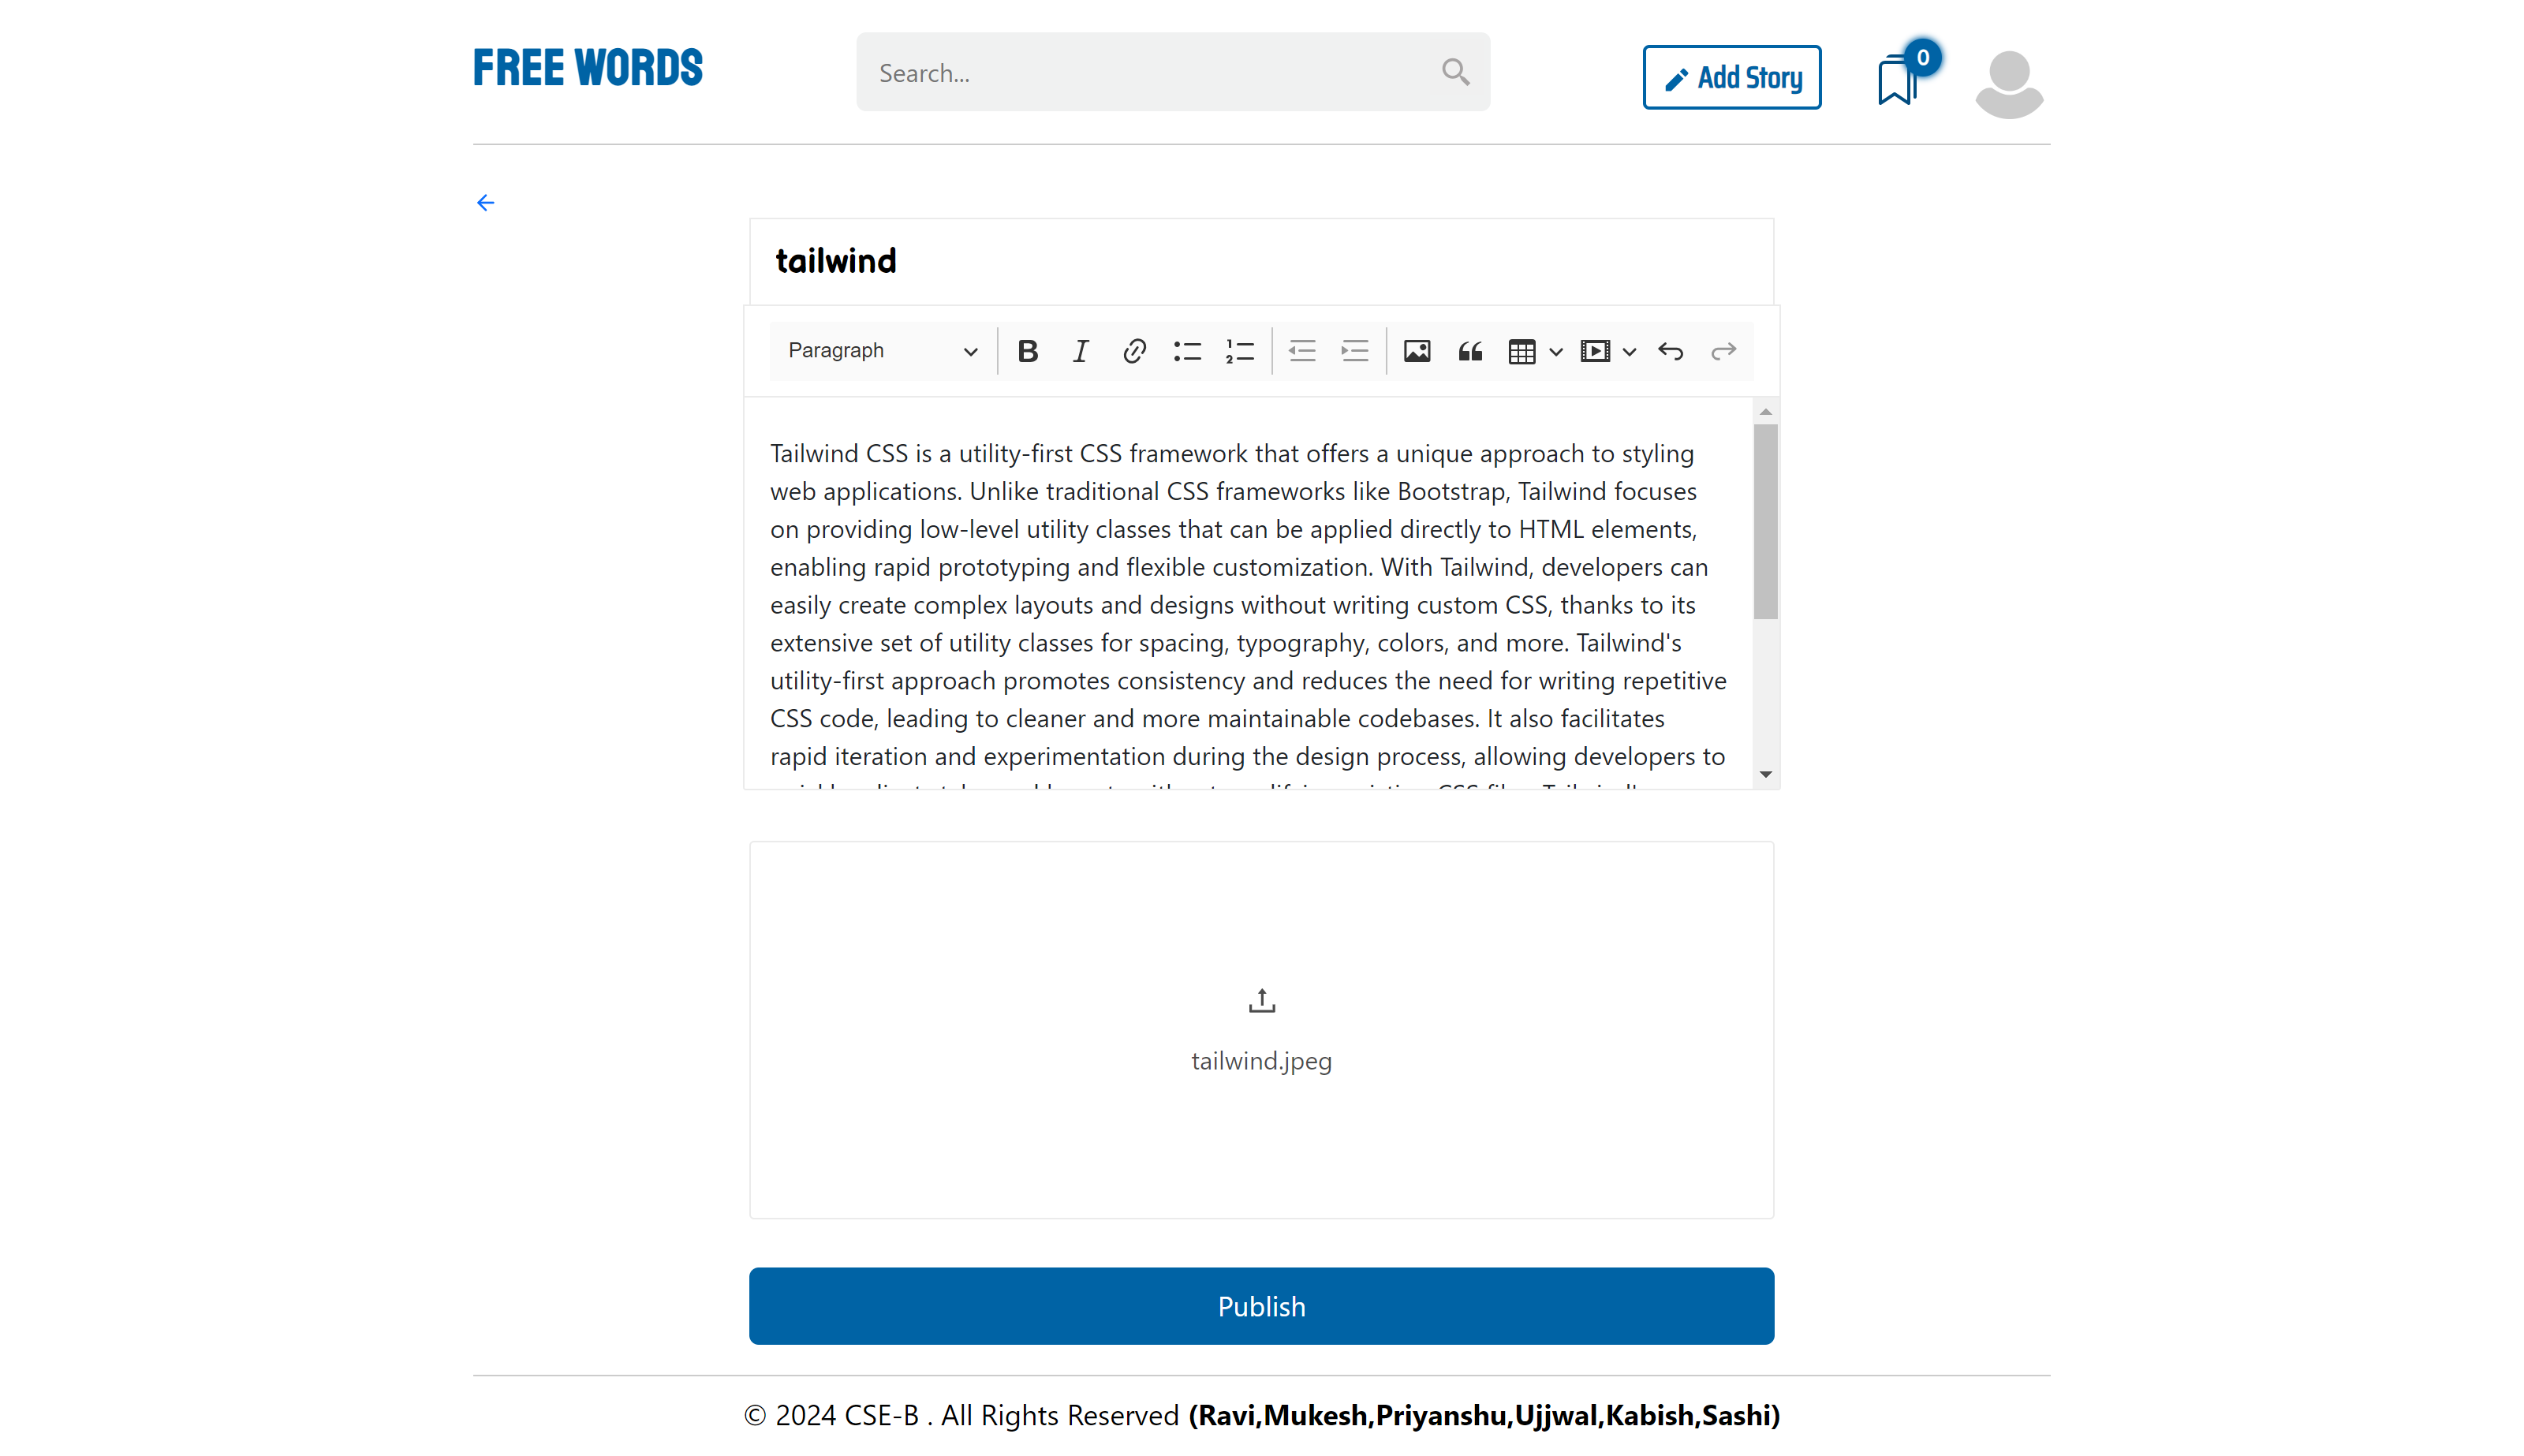 FREE WORDS
Search...
Add Story
0
tailwind
Paragraph
Tailwind CSS is a utility-first CSS framework that offers a unique approach to styling
web applications. Unlike traditional CSS frameworks like Bootstrap, Tailwind focuses
on providing low-level utility classes that can be applied directly to HTML elements,
enabling rapid prototyping and flexible customization. With Tailwind, developers can
easily create complex layouts and designs without writing custom CSS, thanks to its
extensive set of utility classes for spacing, typography, colors, and more. Tailwind's
utility-first approach promotes consistency and reduces the need for writing repetitive
CSS code, leading to cleaner and more maintainable codebases. It also facilitates
rapid iteration and experimentation during the design process, allowing developers to
tailwind.jpeg
Publish
© 2024 CSE-B . All Rights Reserved (Ravi,Mukesh,Priyanshu,Ujjwal,Kabish,Sashi)